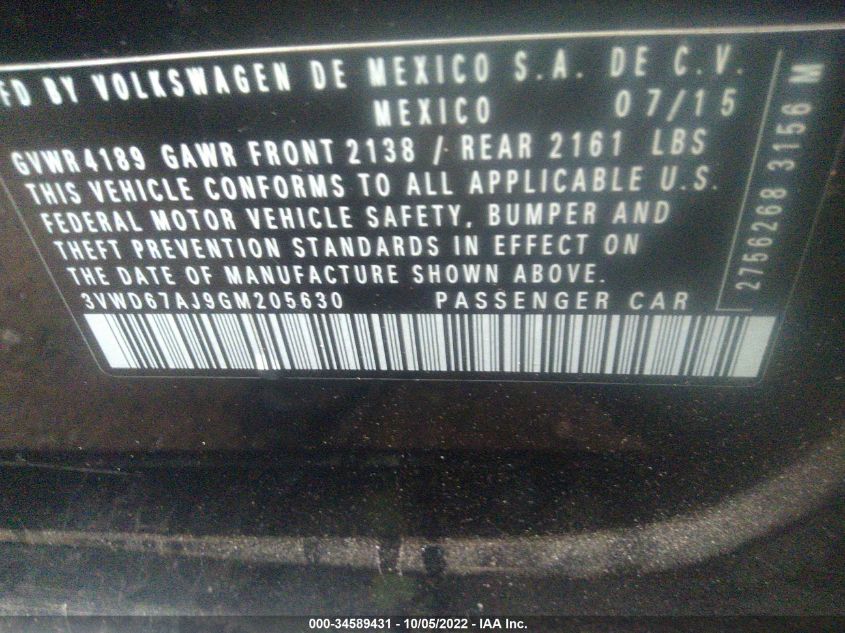 FD BY VOLKSWAGEN DE MEXICO S.A. DE C.V.
MEXICO 07/15
GVWR 4189 GAWR FRONT 2138 / REAR 2161 LBS
THIS VEHICLE CONFORMS TO ALL APPLICABLE U.S.
FEDERAL MOTOR VEHICLE SAFETY, BUMPER AND
THEFT PREVENTION STANDARDS IN EFFECT ON
THE DATE OF MANUFACTURE SHOWN ABOVE.
3VWD67AJ9GM205630 PASSENGER CAR
2756268 3156 M
000-34589431 - 10/05/2022 - IAA Inc.